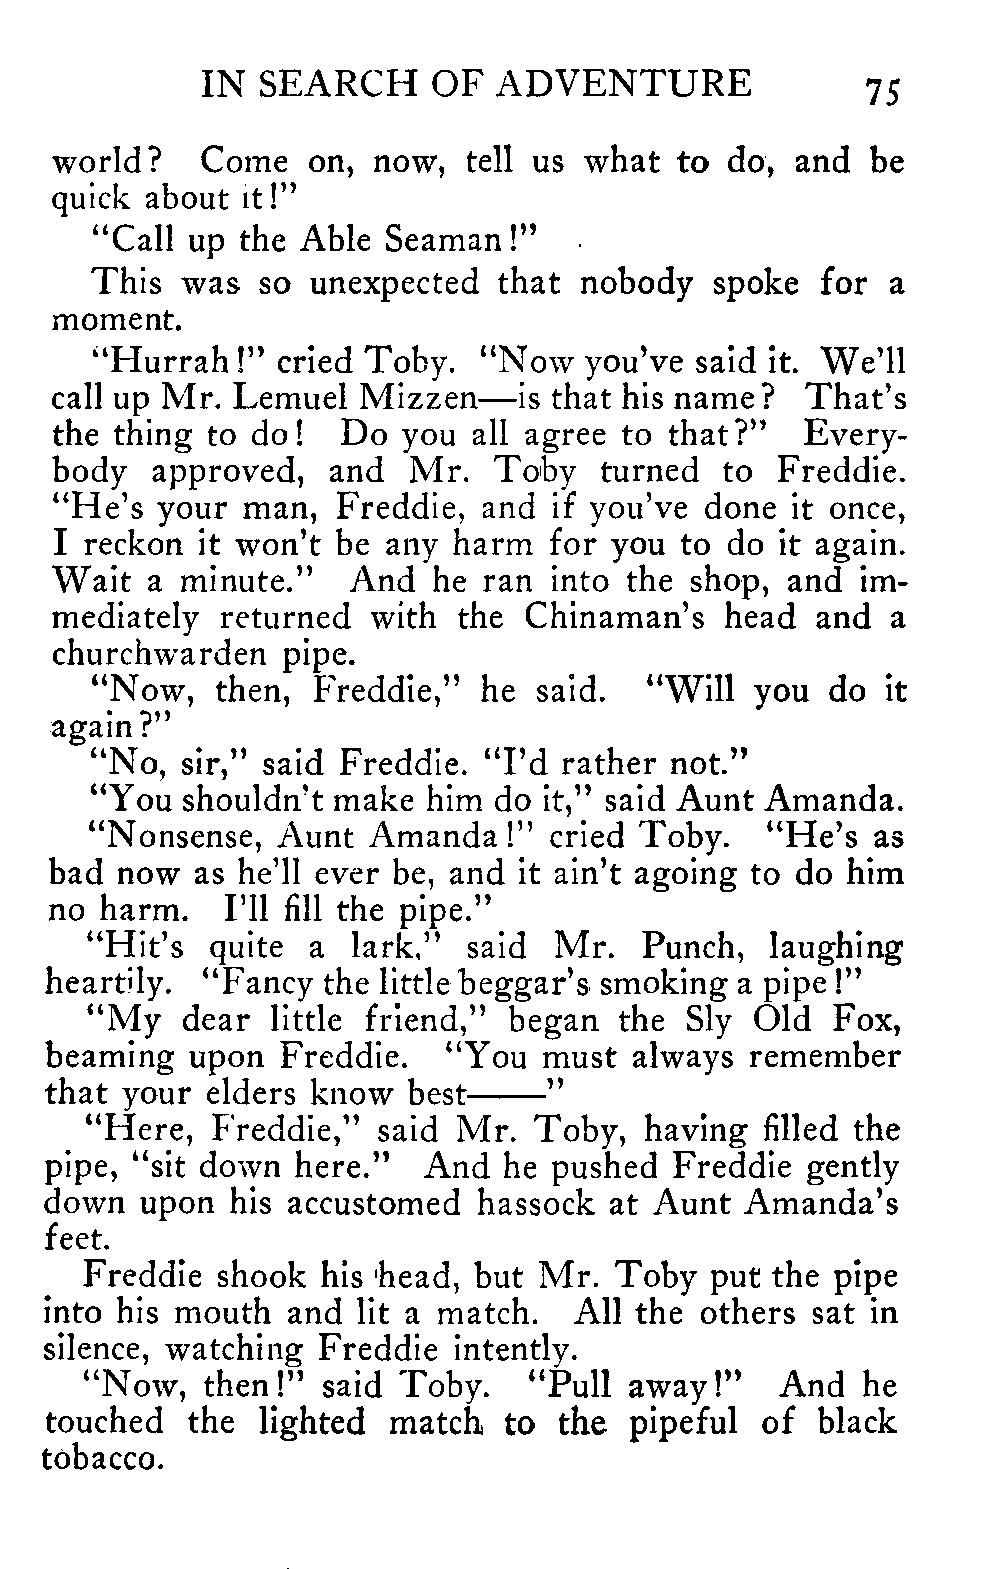 IN SEARCH OF ADVENTURE 75
world? Come on, now, tell us what to do, and be
quick about it!"
"Call up the Able Seaman!"
This was so unexpected that nobody spoke for a
moment.
"Hurrah!" cried Toby. "Now you've said it. We'll
call up Mr. Lemuel Mizzen—is that his name? That's
the thing to do! Do you all agree to that?" Every-
body approved, and Mr. Toby turned to Freddie.
"He's your man, Freddie, and if you've done it once,
I reckon it won't be any harm for you to do it again.
Wait a minute." And he ran into the shop, and im-
mediately returned with the Chinaman's head and a
churchwarden pipe.
"Now, then, Freddie," he said. "Will you do it
again?"
"No, sir," said Freddie. "I'd rather not."
"You shouldn't make him do it," said Aunt Amanda.
"Nonsense, Aunt Amanda!" cried Toby. "He's as
bad now as he'll ever be, and it ain't agoing to do him
no harm. I'll fill the pipe."
"Hit's quite a lark," said Mr. Punch, laughing
heartily. "Fancy the little beggar's smoking a pipe!"
"My dear little friend," began the Sly Old Fox,
beaming upon Freddie. "You must always remember
that your elders know best——"
"Here, Freddie," said Mr. Toby, having filled the
pipe, "sit down here." And he pushed Freddie gently
down upon his accustomed hassock at Aunt Amanda's
feet.
Freddie shook his head, but Mr. Toby put the pipe
into his mouth and lit a match. All the others sat in
silence, watching Freddie intently.
"Now, then!" said Toby. "Pull away!" And he
touched the lighted match to the pipeful of black
tobacco.